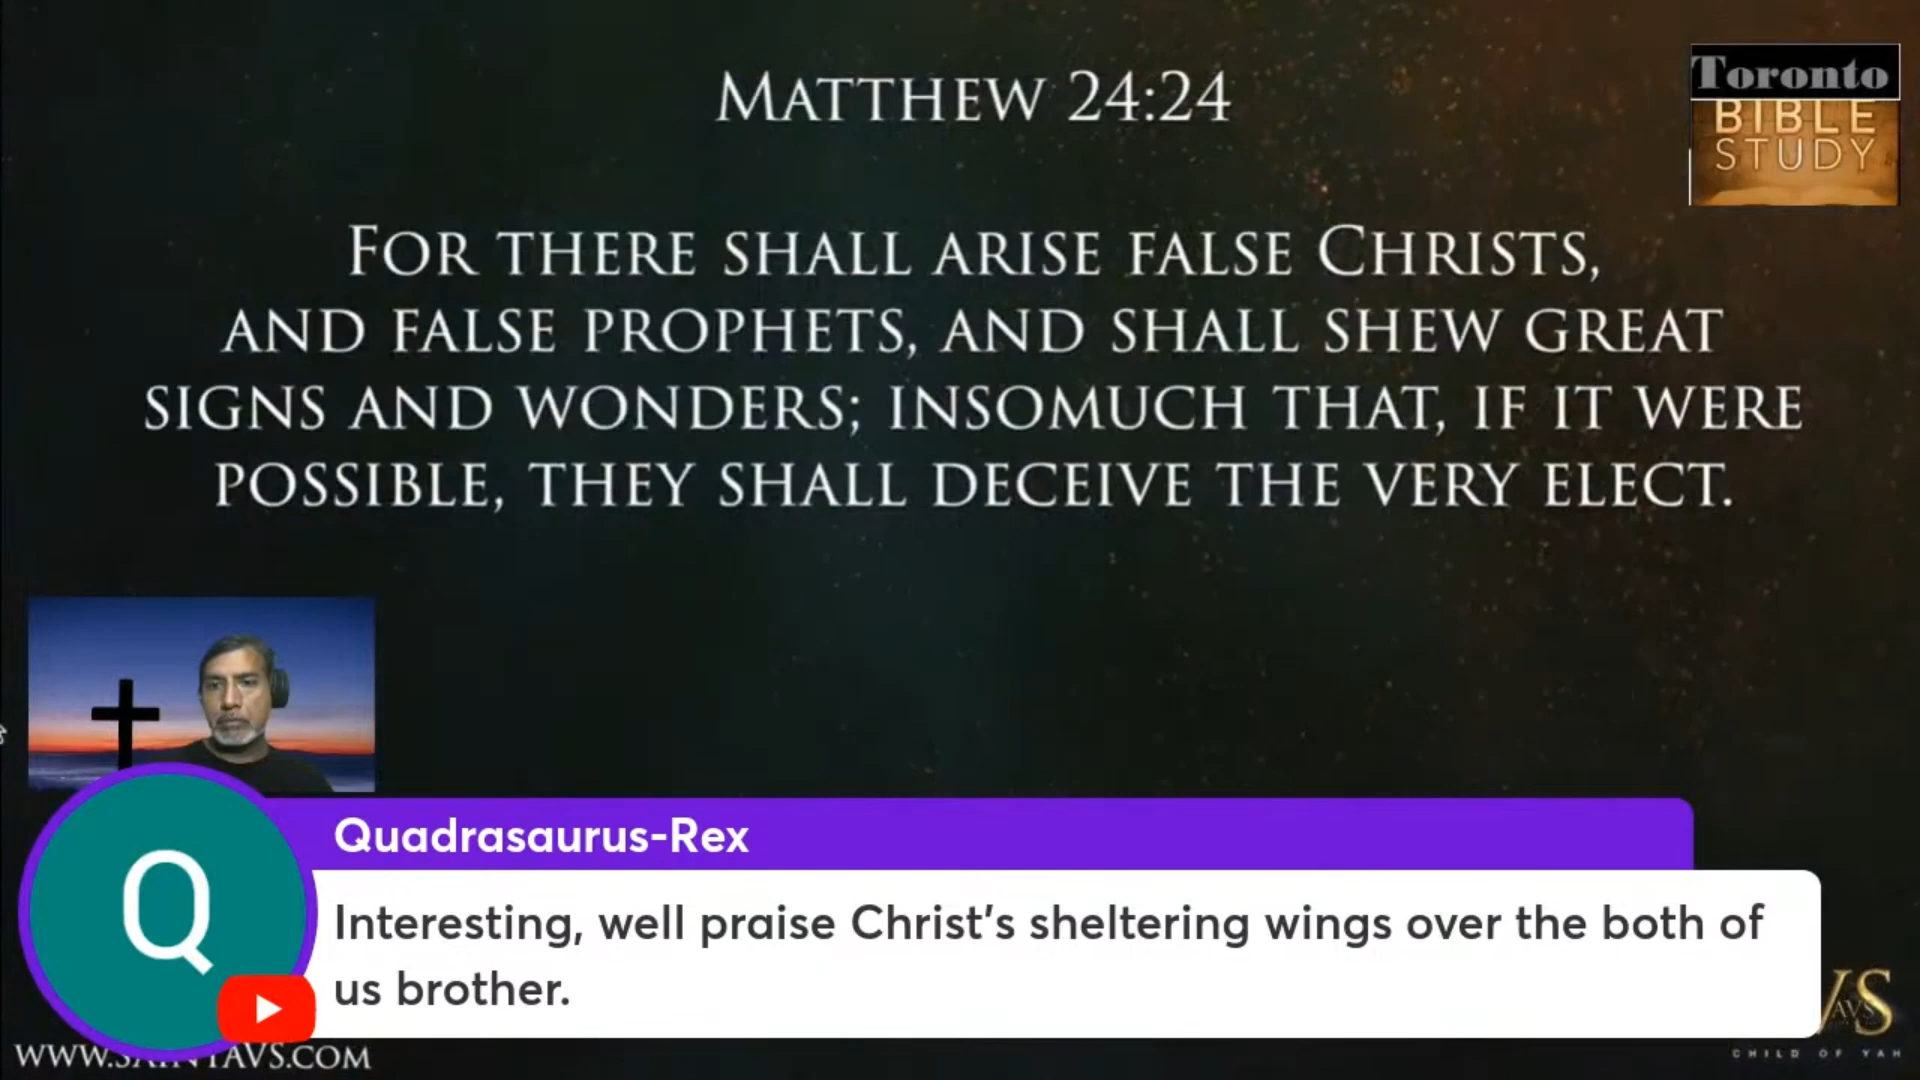 MATTHEW 24:24
Toronto
BIBLE
STUDY
FOR THERE SHALL ARISE FALSE CHRISTS,
AND FALSE PROPHETS, AND SHALL SHEW GREAT
SIGNS AND WONDERS; INSOMUCH THAT, IF IT WERE
POSSIBLE, THEY SHALL DECEIVE THE VERY ELECT.
Quadrasaurus-Rex
Q
Interesting, well praise Christ's sheltering wings over the both of
us brother.
AVS
CHILD OF YAH